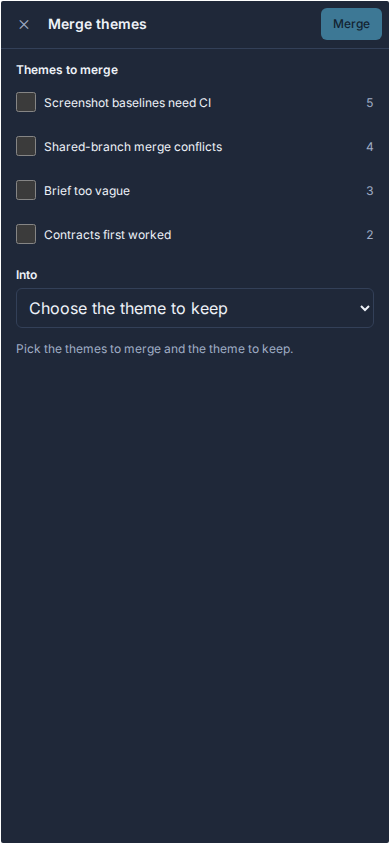 Merge themes
Merge
Themes to merge
Screenshot baselines need CI 5
Shared-branch merge conflicts 4
Brief too vague 3
Contracts first worked 2
Into
Choose the theme to keep
Pick the themes to merge and the theme to keep.